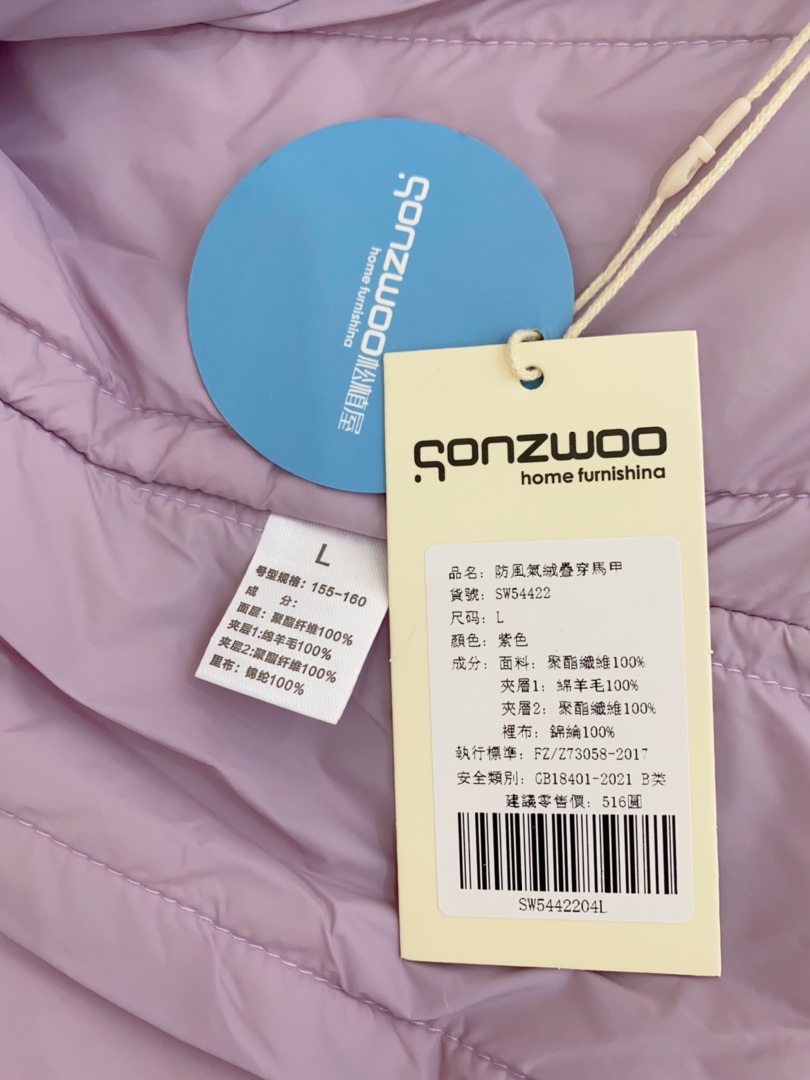 gonzwoo
home furnishina
松植屋
gonzwoo
home furnishina
品名: 防風氣絨疊穿馬甲
貨號: SW54422
尺码: L
顏色: 紫色
成分: 面料: 聚酯纖維100%
夾層1: 綿羊毛100%
夾層2: 聚酯纖維100%
裡布: 錦綸100%
執行標準: FZ/Z73058-2017
安全類別: GB18401-2021 B类
建議零售價: 516圓
SW5442204L
L
号型规格: 155-160
成 分:
面层: 聚酯纤维100%
夹层1:绵羊毛100%
夹层2:聚酯纤维100%
里布: 锦纶100%